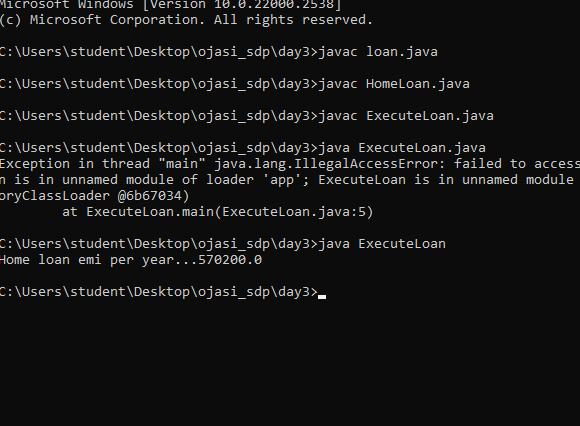 Microsoft Windows [Version 10.0.22000.2538]
(c) Microsoft Corporation. All rights reserved.
C:\Users\student\Desktop\ojasi_sdp\day3>javac loan.java
C:\Users\student\Desktop\ojasi_sdp\day3>javac HomeLoan.java
C:\Users\student\Desktop\ojasi_sdp\day3>javac ExecuteLoan.java
C:\Users\student\Desktop\ojasi_sdp\day3>java ExecuteLoan.java
Exception in thread "main" java.lang.IllegalAccessError: failed to access
n is in unnamed module of loader 'app'; ExecuteLoan is in unnamed module
oryClassLoader @6b67034)
at ExecuteLoan.main(ExecuteLoan.java:5)
C:\Users\student\Desktop\ojasi_sdp\day3>java ExecuteLoan
Home loan emi per year...570200.0
C:\Users\student\Desktop\ojasi_sdp\day3>